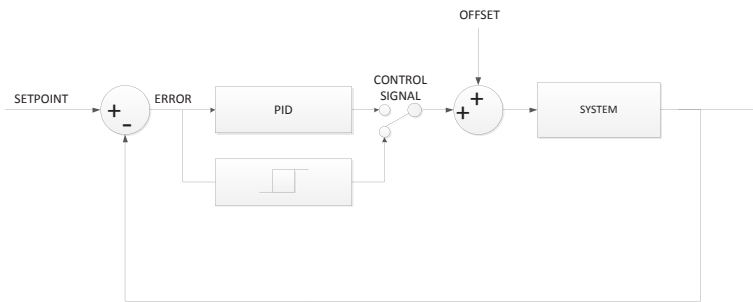 OFFSET
SETPOINT
+
-
ERROR
PID
CONTROL
SIGNAL
+
+
SYSTEM